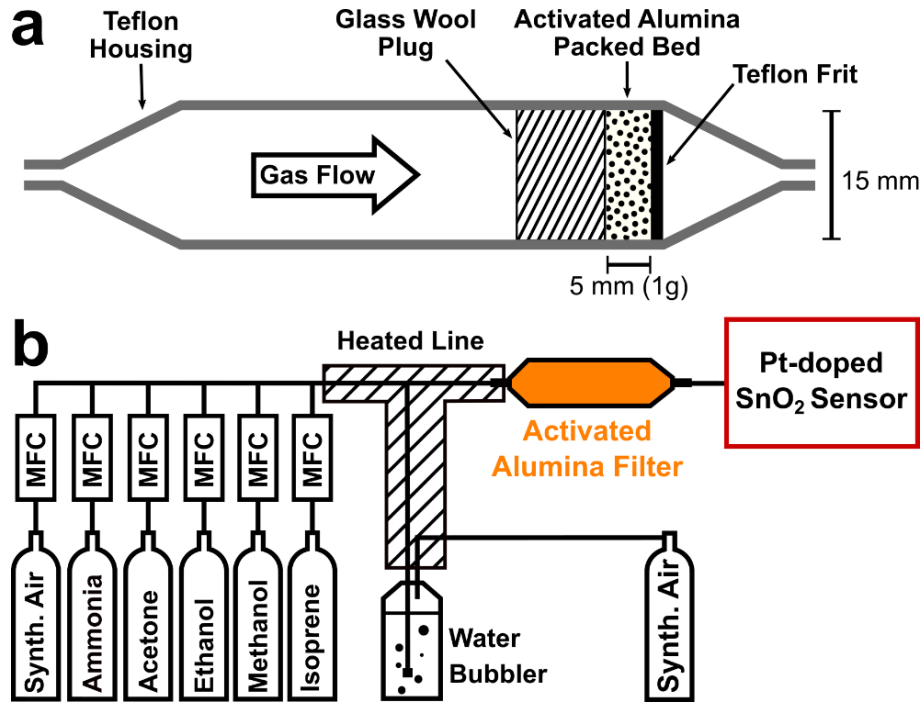 a
Teflon
Housing
Glass Wool
Plug
Activated Alumina
Packed Bed
Teflon Frit
Gas Flow
15 mm
5 mm (1g)
b
Heated Line
Pt-doped
SnO₂ Sensor
Activated
Alumina Filter
MFC
MFC
MFC
MFC
MFC
MFC
Synth. Air
Ammonia
Acetone
Ethanol
Methanol
Isoprene
Water
Bubbler
Synth. Air